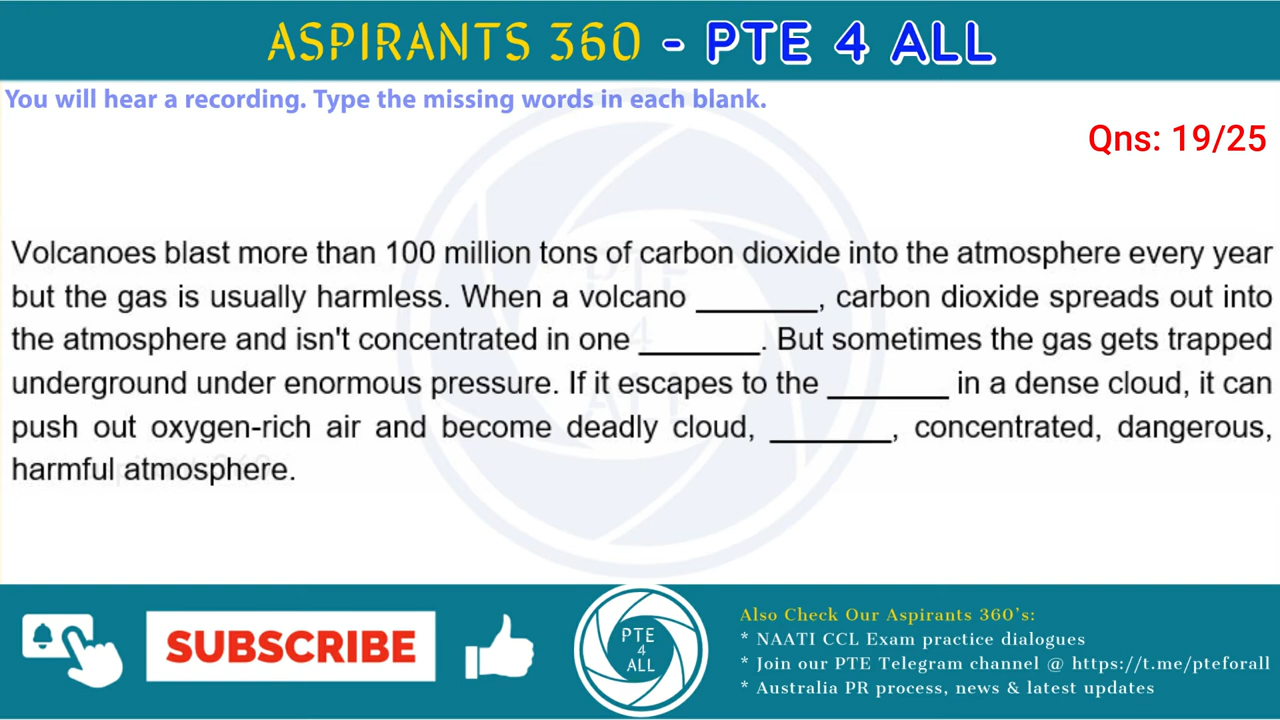 ASPIRANTS 360 - PTE 4 ALL
You will hear a recording. Type the missing words in each blank.
Qns: 19/25
Volcanoes blast more than 100 million tons of carbon dioxide into the atmosphere every year
but the gas is usually harmless. When a volcano ________, carbon dioxide spreads out into
the atmosphere and isn't concentrated in one ________. But sometimes the gas gets trapped
underground under enormous pressure. If it escapes to the ________ in a dense cloud, it can
push out oxygen-rich air and become deadly cloud, ________, concentrated, dangerous,
harmful atmosphere.
PTE
4
ALL
SUBSCRIBE
PTE
4
ALL
Also Check Our Aspirants 360's:
* NAATI CCL Exam practice dialogues
* Join our PTE Telegram channel @ https://t.me/pteforall
* Australia PR process, news & latest updates